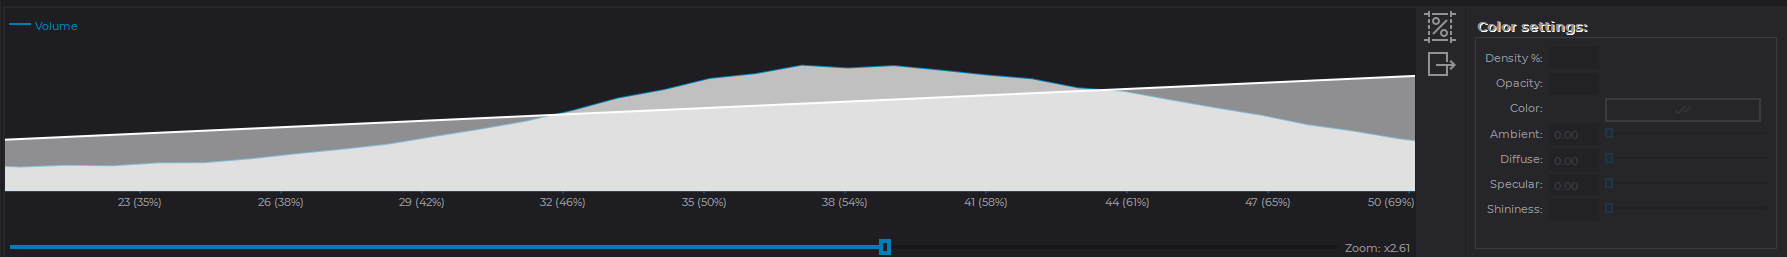 Volume
23 (35%) 26 (38%) 29 (42%) 32 (46%) 35 (50%) 38 (54%) 41 (58%) 44 (61%) 47 (65%) 50 (69%)
Zoom: x2.61
Color settings:
Density %:
Opacity:
Color:
Ambient: 0.00
Diffuse: 0.00
Specular: 0.00
Shininess: